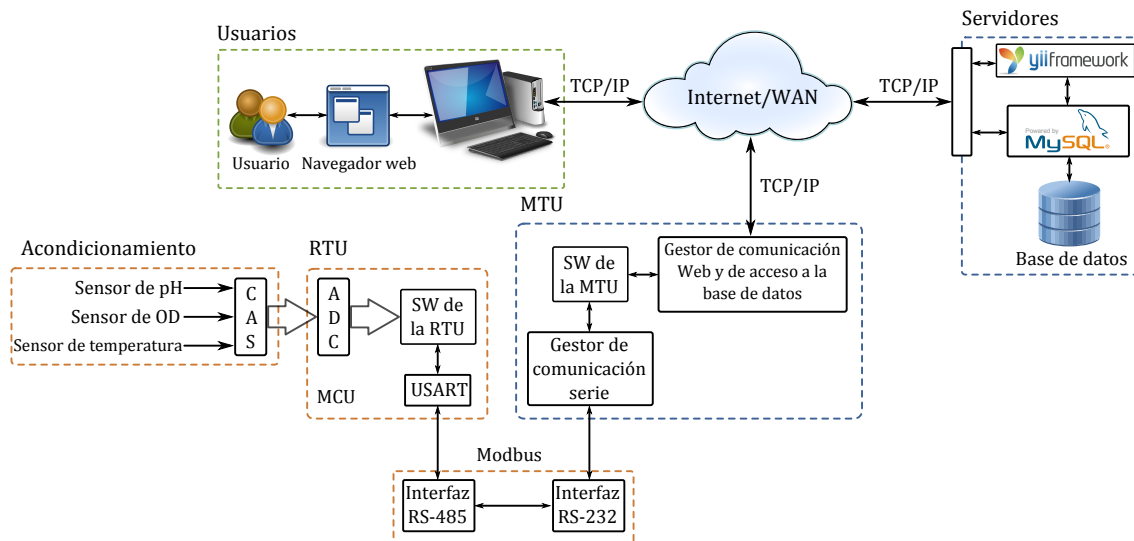 Usuarios
Servidores
yiiframework
TCP/IP
Internet/WAN
TCP/IP
Powered by
MySQL®
Usuario
Navegador web
TCP/IP
MTU
Base de datos
Acondicionamiento
RTU
Gestor de comunicación
Web y de acceso a la
base de datos
SW de
la MTU
Sensor de pH
Sensor de OD
Sensor de temperatura
C
A
S
A
D
C
SW de
la RTU
Gestor de
comunicación
serie
MCU
USART
Modbus
Interfaz
RS-485
Interfaz
RS-232